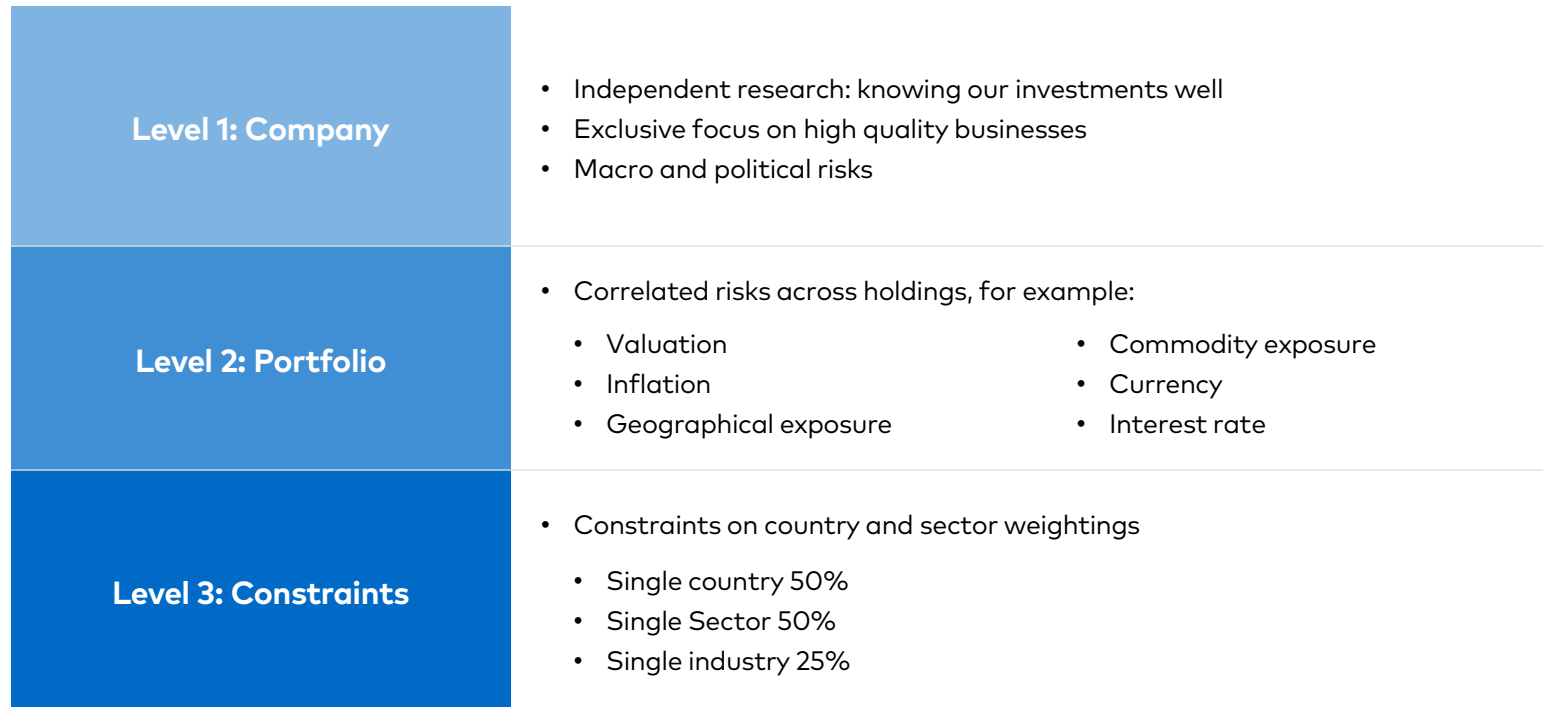 Level 1: Company
• Independent research: knowing our investments well
• Exclusive focus on high quality businesses
• Macro and political risks
Level 2: Portfolio
• Correlated risks across holdings, for example:
• Valuation
• Inflation
• Geographical exposure
• Commodity exposure
• Currency
• Interest rate
Level 3: Constraints
• Constraints on country and sector weightings
• Single country 50%
• Single Sector 50%
• Single industry 25%